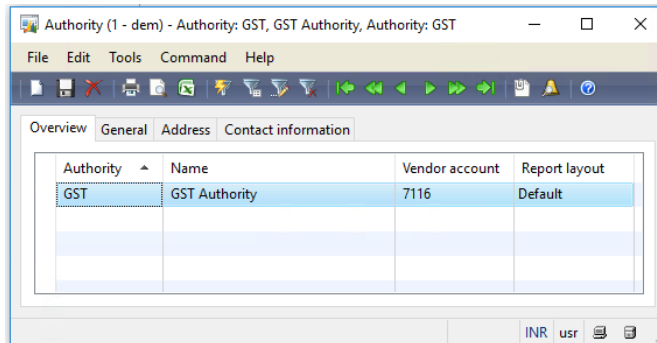 Authority (1 - dem) - Authority: GST, GST Authority, Authority: GST
File Edit Tools Command Help
Overview General Address Contact information
Authority Name Vendor account Report layout
GST GST Authority 7116 Default
INR usr